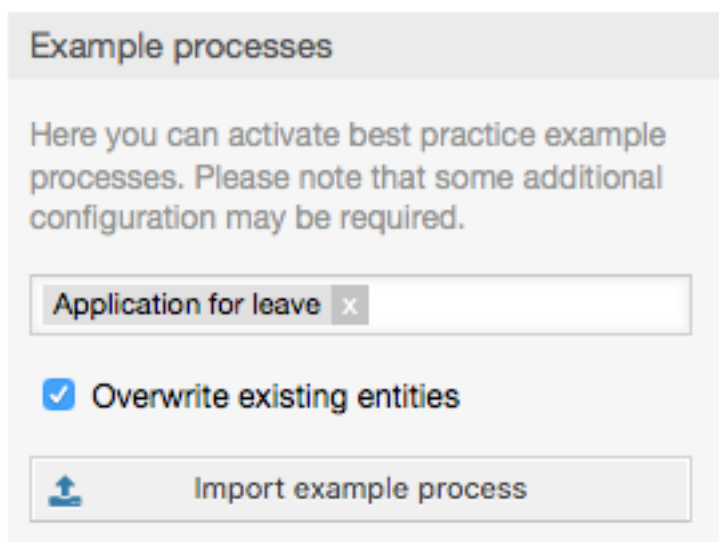 Example processes
Here you can activate best practice example
processes. Please note that some additional
configuration may be required.
Application for leave x
Overwrite existing entities
Import example process